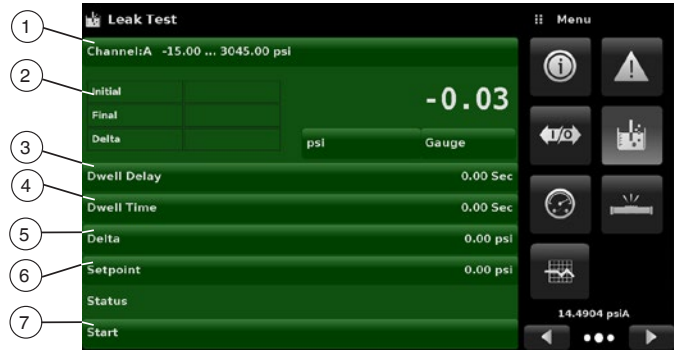 Leak Test
Menu
1
Channel:A -15.00 ... 3045.00 psi
2
Initial
-0.03
Final
Delta
psi
Gauge
I/O
3
Dwell Delay 0.00 Sec
4
Dwell Time 0.00 Sec
5
Delta 0.00 psi
6
Setpoint 0.00 psi
Status
14.4904 psiA
7
Start